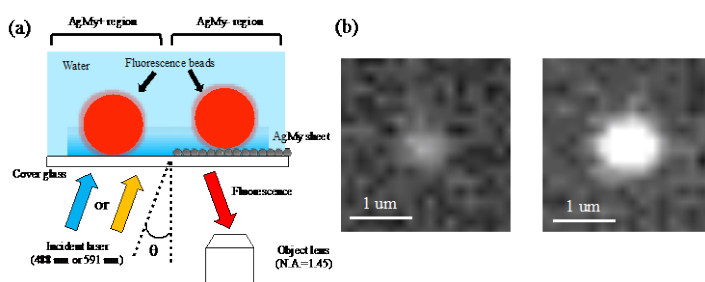 (a)
AgMy+ region
AgMy- region
Water
Fluorescence beads
AgMy sheet
Cover glass
or
Fluorescence
Incident laser
(488 nm or 591 nm)
θ
Object lens
(N.A.=1.45)
(b)
1 um
1 um